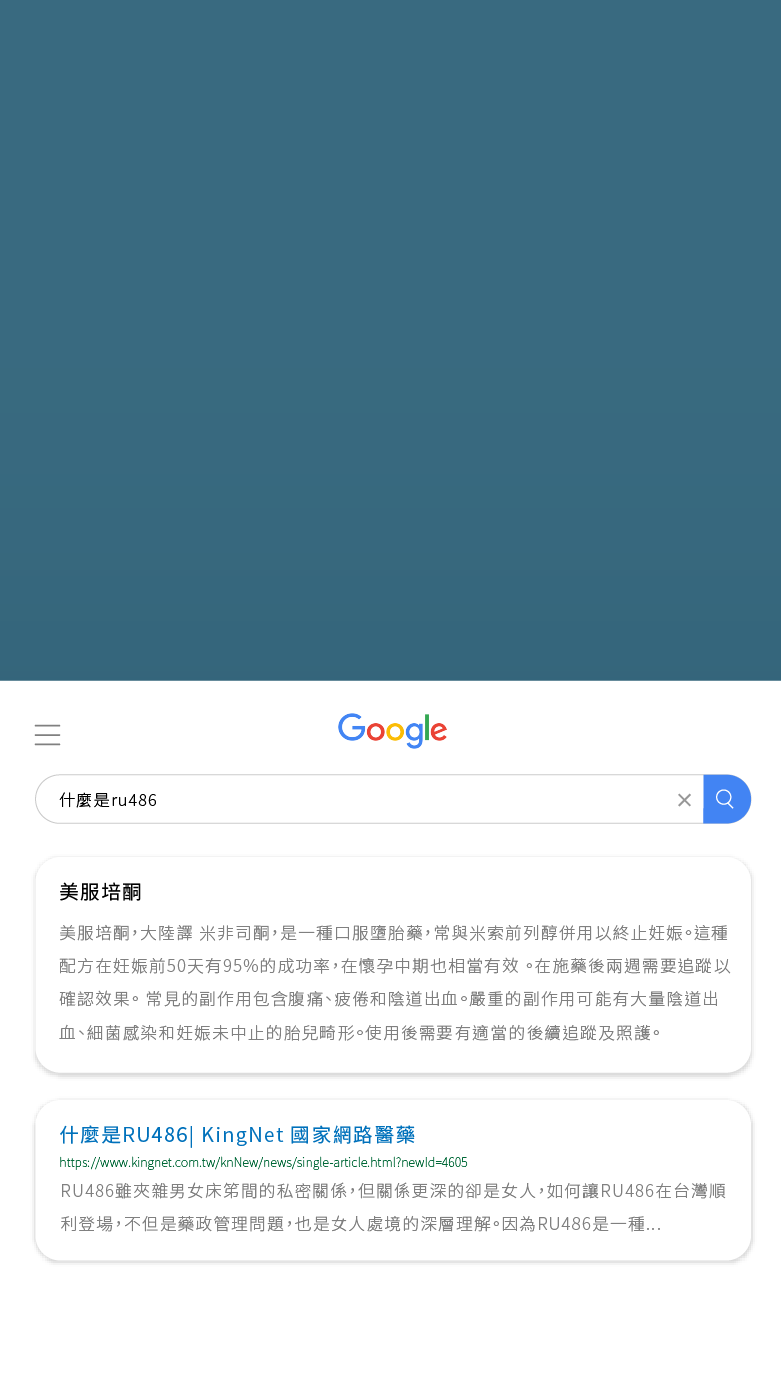 Google
什麼是ru486
美服培酮
美服培酮，大陸譯 米非司酮，是一種口服墮胎藥，常與米索前列醇併用以終止妊娠。這種
配方在妊娠前50天有95%的成功率，在懷孕中期也相當有效 。在施藥後兩週需要追蹤以
確認效果。 常見的副作用包含腹痛、疲倦和陰道出血。嚴重的副作用可能有大量陰道出
血、細菌感染和妊娠未中止的胎兒畸形。使用後需要有適當的後續追蹤及照護。
什麼是RU486| KingNet 國家網路醫藥
https://www.kingnet.com.tw/knNew/news/single-article.html?newId=4605
RU486雖夾雜男女床笫間的私密關係，但關係更深的卻是女人，如何讓RU486在台灣順
利登場，不但是藥政管理問題，也是女人處境的深層理解。因為RU486是一種...